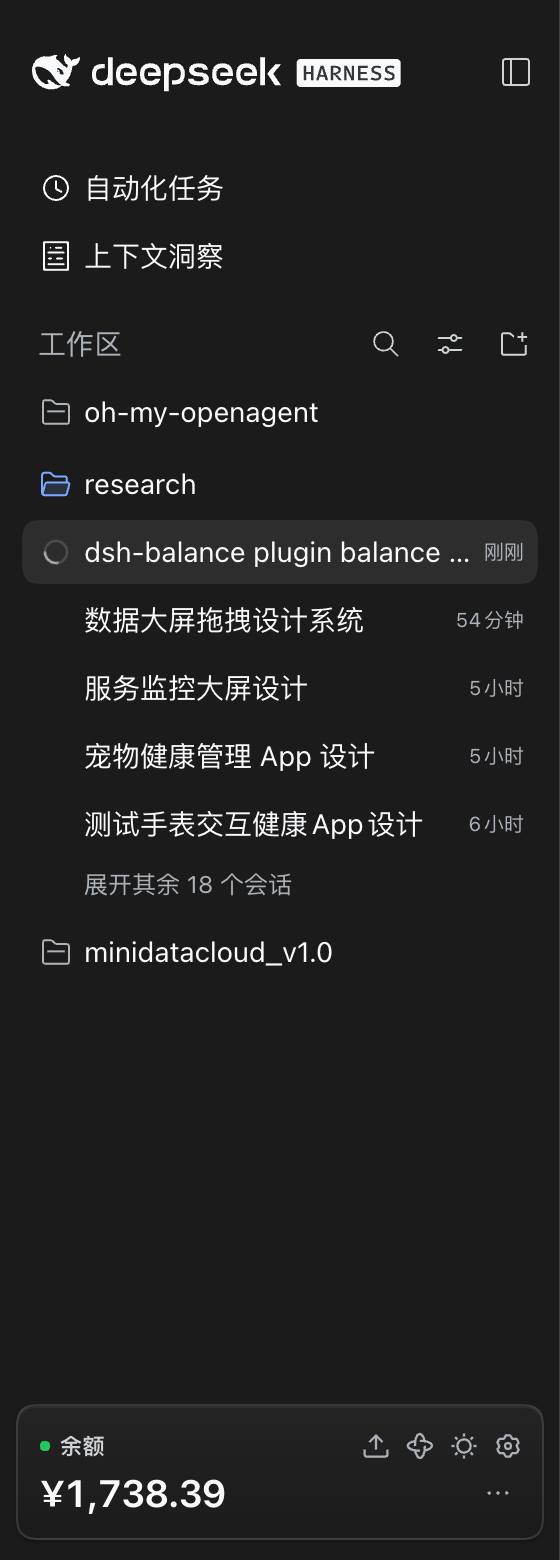 deepseek HARNESS
自动化任务
上下文洞察
工作区
oh-my-openagent
research
dsh-balance plugin balance ... 刚刚
数据大屏拖拽设计系统 54分钟
服务监控大屏设计 5小时
宠物健康管理 App 设计 5小时
测试手表交互健康App设计 6小时
展开其余 18 个会话
minidatacloud_v1.0
余额
¥1,738.39